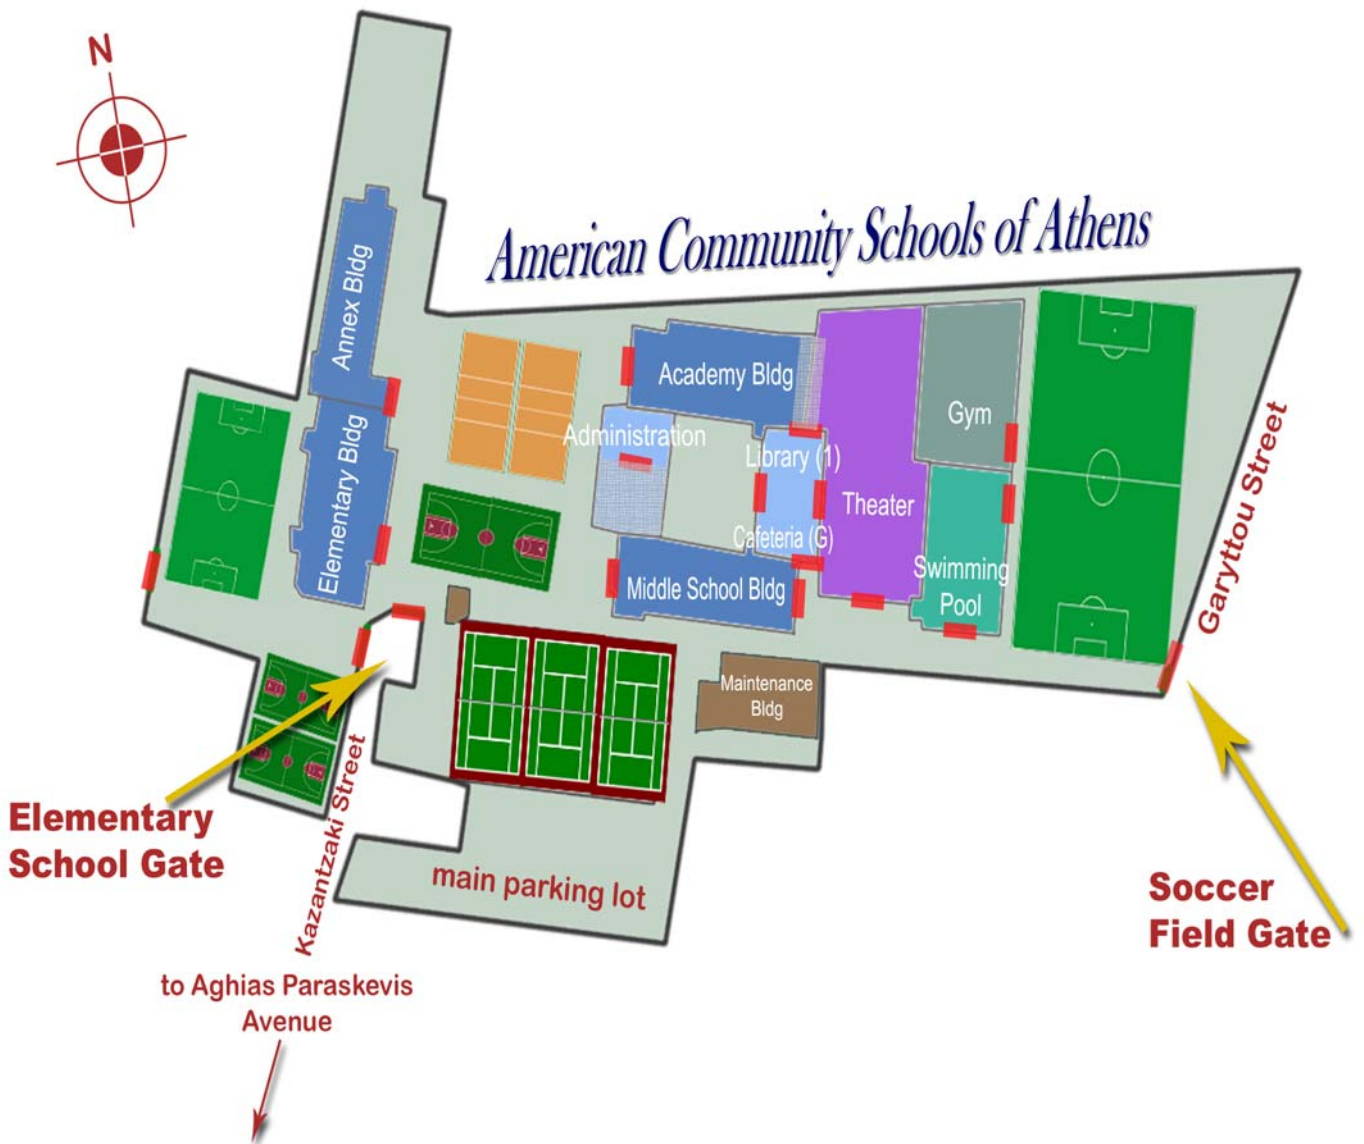 N
American Community Schools of Athens
Annex Bldg
Elementary Bldg
Academy Bldg
Administration
Library (1)
Cafeteria (G)
Middle School Bldg
Theater
Gym
Swimming
Pool
Maintenance
Bldg
Garyttou Street
Elementary
School Gate
Kazantzaki Street
main parking lot
Soccer
Field Gate
to Aghias Paraskevis
Avenue